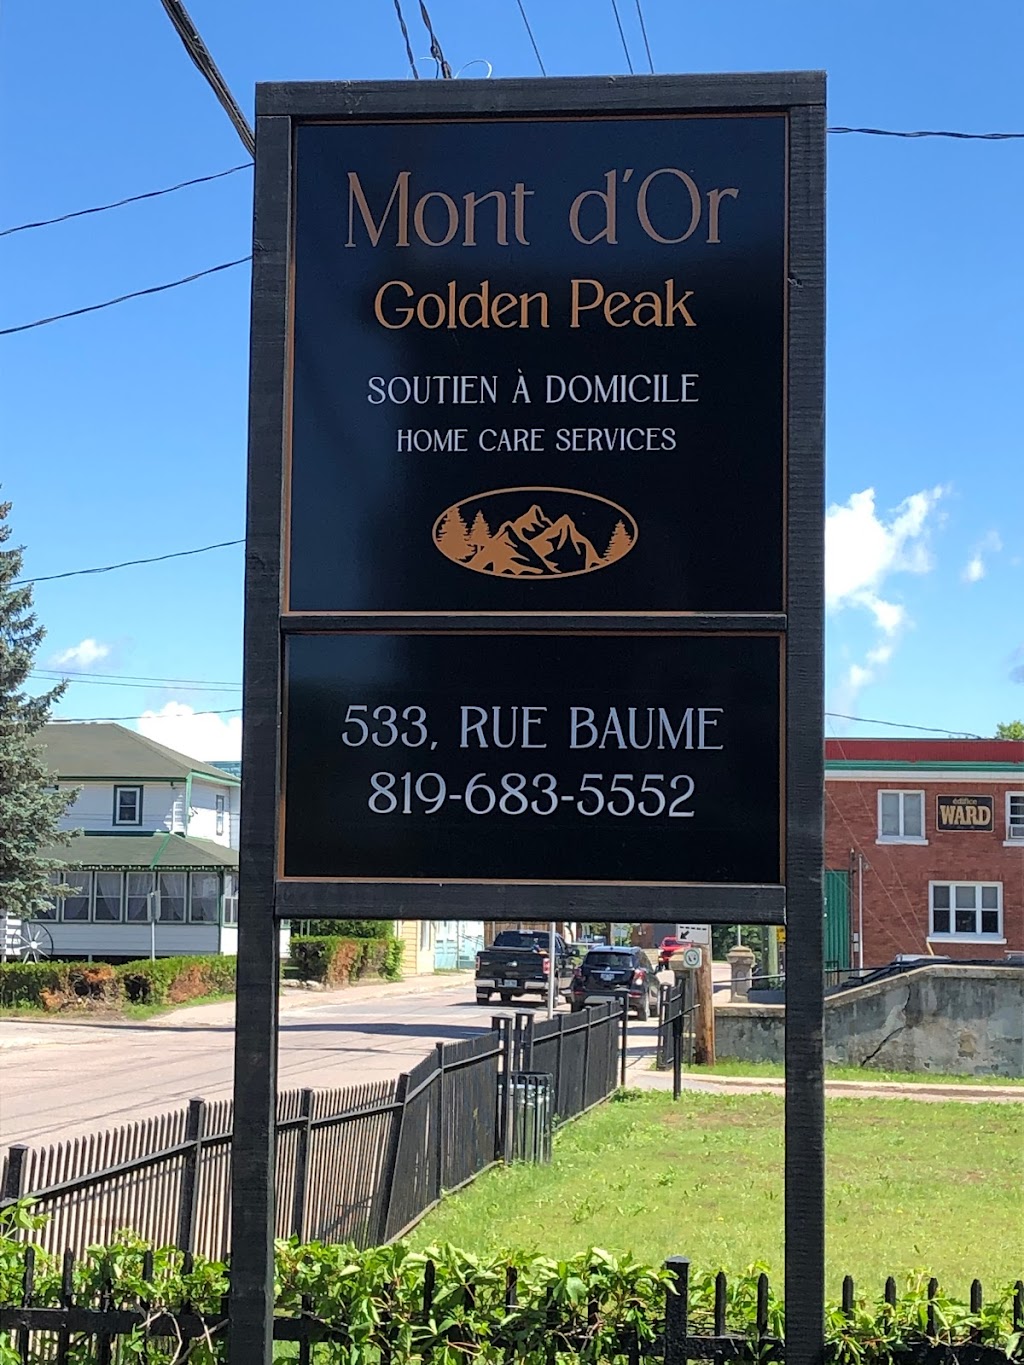 Mont d'Or
Golden Peak
SOUTIEN À DOMICILE
HOME CARE SERVICES
533, RUE BAUME
819-683-5552
édifice
WARD